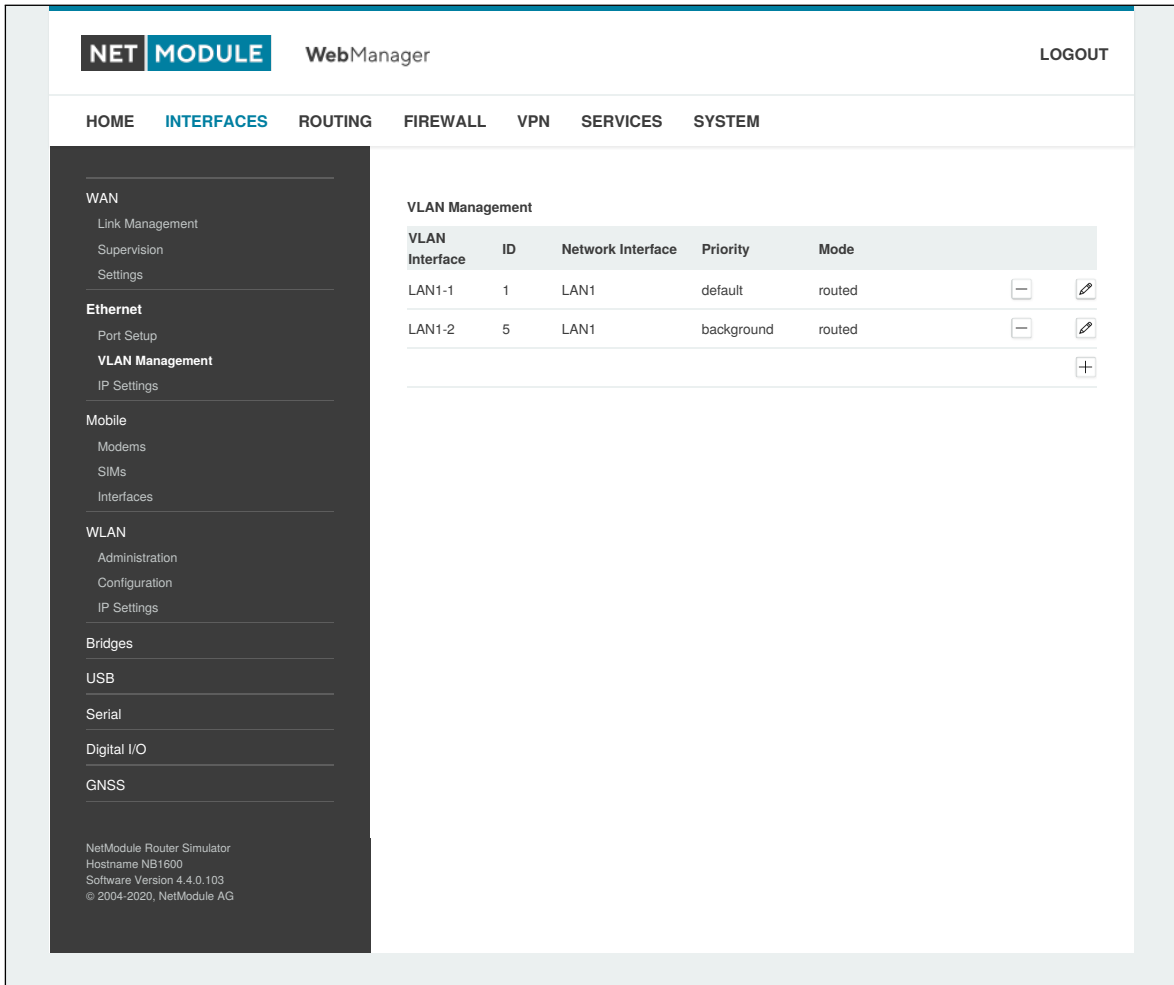 NET MODULE WebManager LOGOUT
HOME INTERFACES ROUTING FIREWALL VPN SERVICES SYSTEM
WAN
Link Management
Supervision
Settings
Ethernet
Port Setup
VLAN Management
IP Settings
Mobile
Modems
SIMs
Interfaces
WLAN
Administration
Configuration
IP Settings
Bridges
USB
Serial
Digital I/O
GNSS
NetModule Router Simulator
Hostname NB1600
Software Version 4.4.0.103
© 2004-2020, NetModule AG
VLAN Management
VLAN Interface ID Network Interface Priority Mode
LAN1-1 1 LAN1 default routed
LAN1-2 5 LAN1 background routed